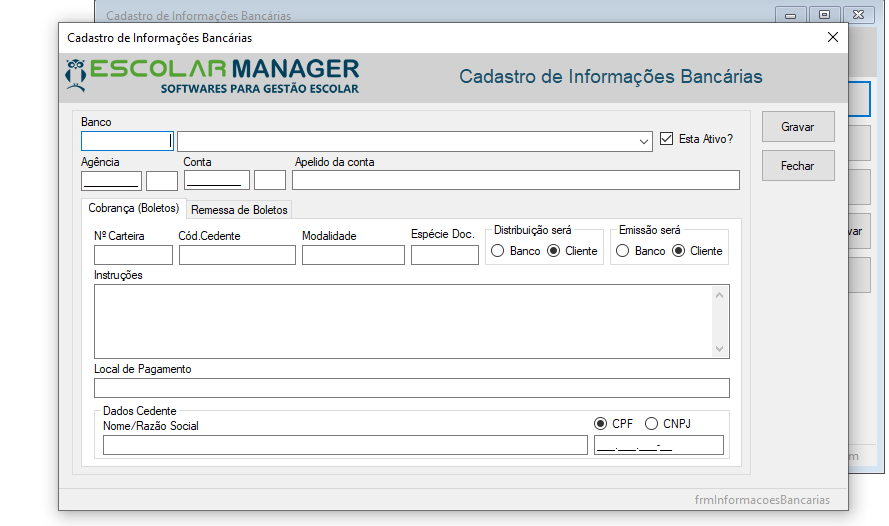 Cadastro de Informações Bancárias
Cadastro de Informações Bancárias
ESCOLAR MANAGER
SOFTWARES PARA GESTÃO ESCOLAR
Cadastro de Informações Bancárias
Banco
Esta Ativo?
Gravar
Fechar
Agência
Conta
Apelido da conta
Cobrança (Boletos)
Remessa de Boletos
Nº Carteira
Cód.Cedente
Modalidade
Espécie Doc.
Distribuição será
Banco
Cliente
Emissão será
Banco
Cliente
var
Instruções
Local de Pagamento
Dados Cedente
Nome/Razão Social
CPF
CNPJ
___.___.___-__
m
frmInformacoesBancarias